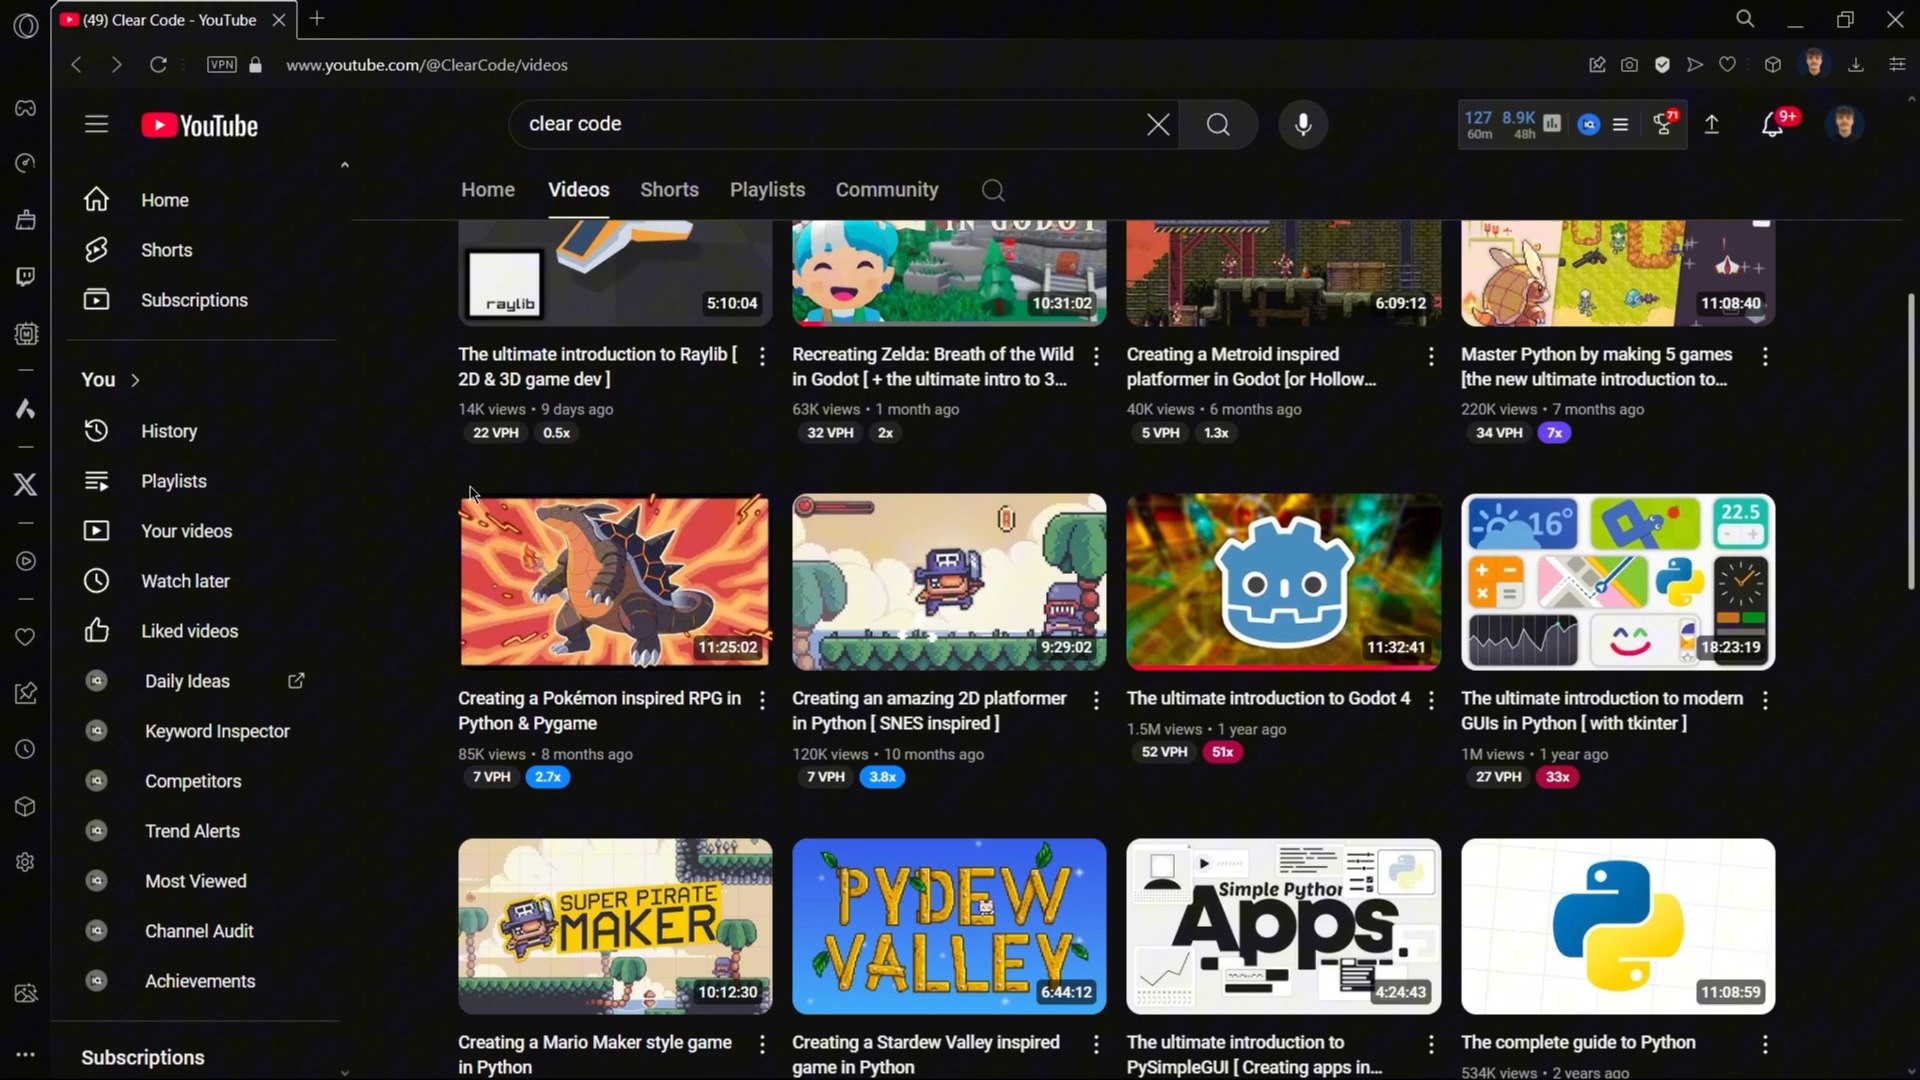 (49) Clear Code - YouTube
VPN
www.youtube.com/@ClearCode/videos
YouTube
clear code
127 8.9K
60m 48h
71
9+
Home
Videos
Shorts
Playlists
Community
Home
Shorts
Subscriptions
You
History
Playlists
Your videos
Watch later
Liked videos
Daily Ideas
Keyword Inspector
Competitors
Trend Alerts
Most Viewed
Channel Audit
Achievements
Subscriptions
raylib
5:10:04
The ultimate introduction to Raylib [
2D & 3D game dev ]
14K views • 9 days ago
22 VPH 0.5x
IN GODOT
10:31:02
Recreating Zelda: Breath of the Wild
in Godot [ + the ultimate intro to 3...
63K views • 1 month ago
32 VPH 2x
6:09:12
Creating a Metroid inspired
platformer in Godot [or Hollow...
40K views • 6 months ago
5 VPH 1.3x
11:08:40
Master Python by making 5 games
[the new ultimate introduction to...
220K views • 7 months ago
34 VPH 7x
11:25:02
Creating a Pokémon inspired RPG in
Python & Pygame
85K views • 8 months ago
7 VPH 2.7x
9:29:02
Creating an amazing 2D platformer
in Python [ SNES inspired ]
120K views • 10 months ago
7 VPH 3.8x
11:32:41
The ultimate introduction to Godot 4
1.5M views • 1 year ago
52 VPH 51x
16°
22.5
18:23:19
The ultimate introduction to modern
GUIs in Python [ with tkinter ]
1M views • 1 year ago
27 VPH 33x
SUPER PIRATE
MAKER
10:12:30
Creating a Mario Maker style game
in Python
PYDEW
VALLEY
6:44:12
Creating a Stardew Valley inspired
game in Python
Simple Python
Apps.
4:24:43
The ultimate introduction to
PySimpleGUI [ Creating apps in...
11:08:59
The complete guide to Python
534K views • 2 years ago